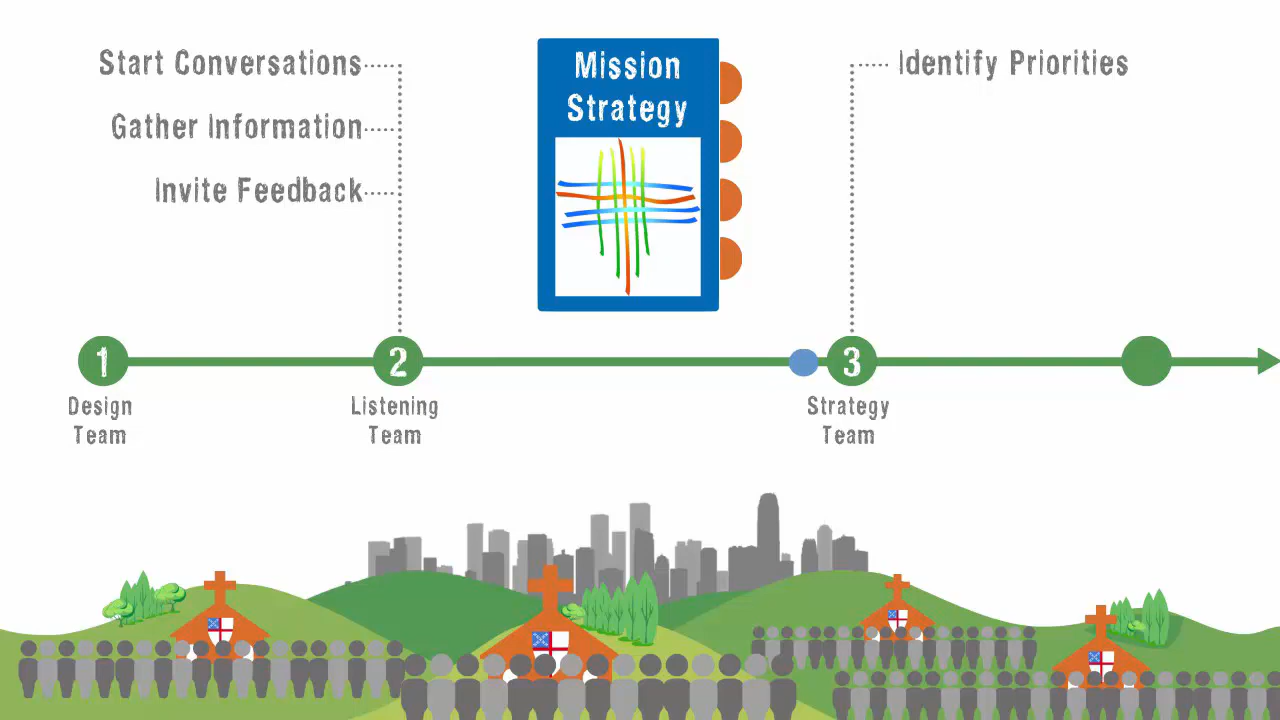 Start Conversations
Gather Information
Invite Feedback
Mission
Strategy
Identify Priorities
1
2
3
Design
Team
Listening
Team
Strategy
Team